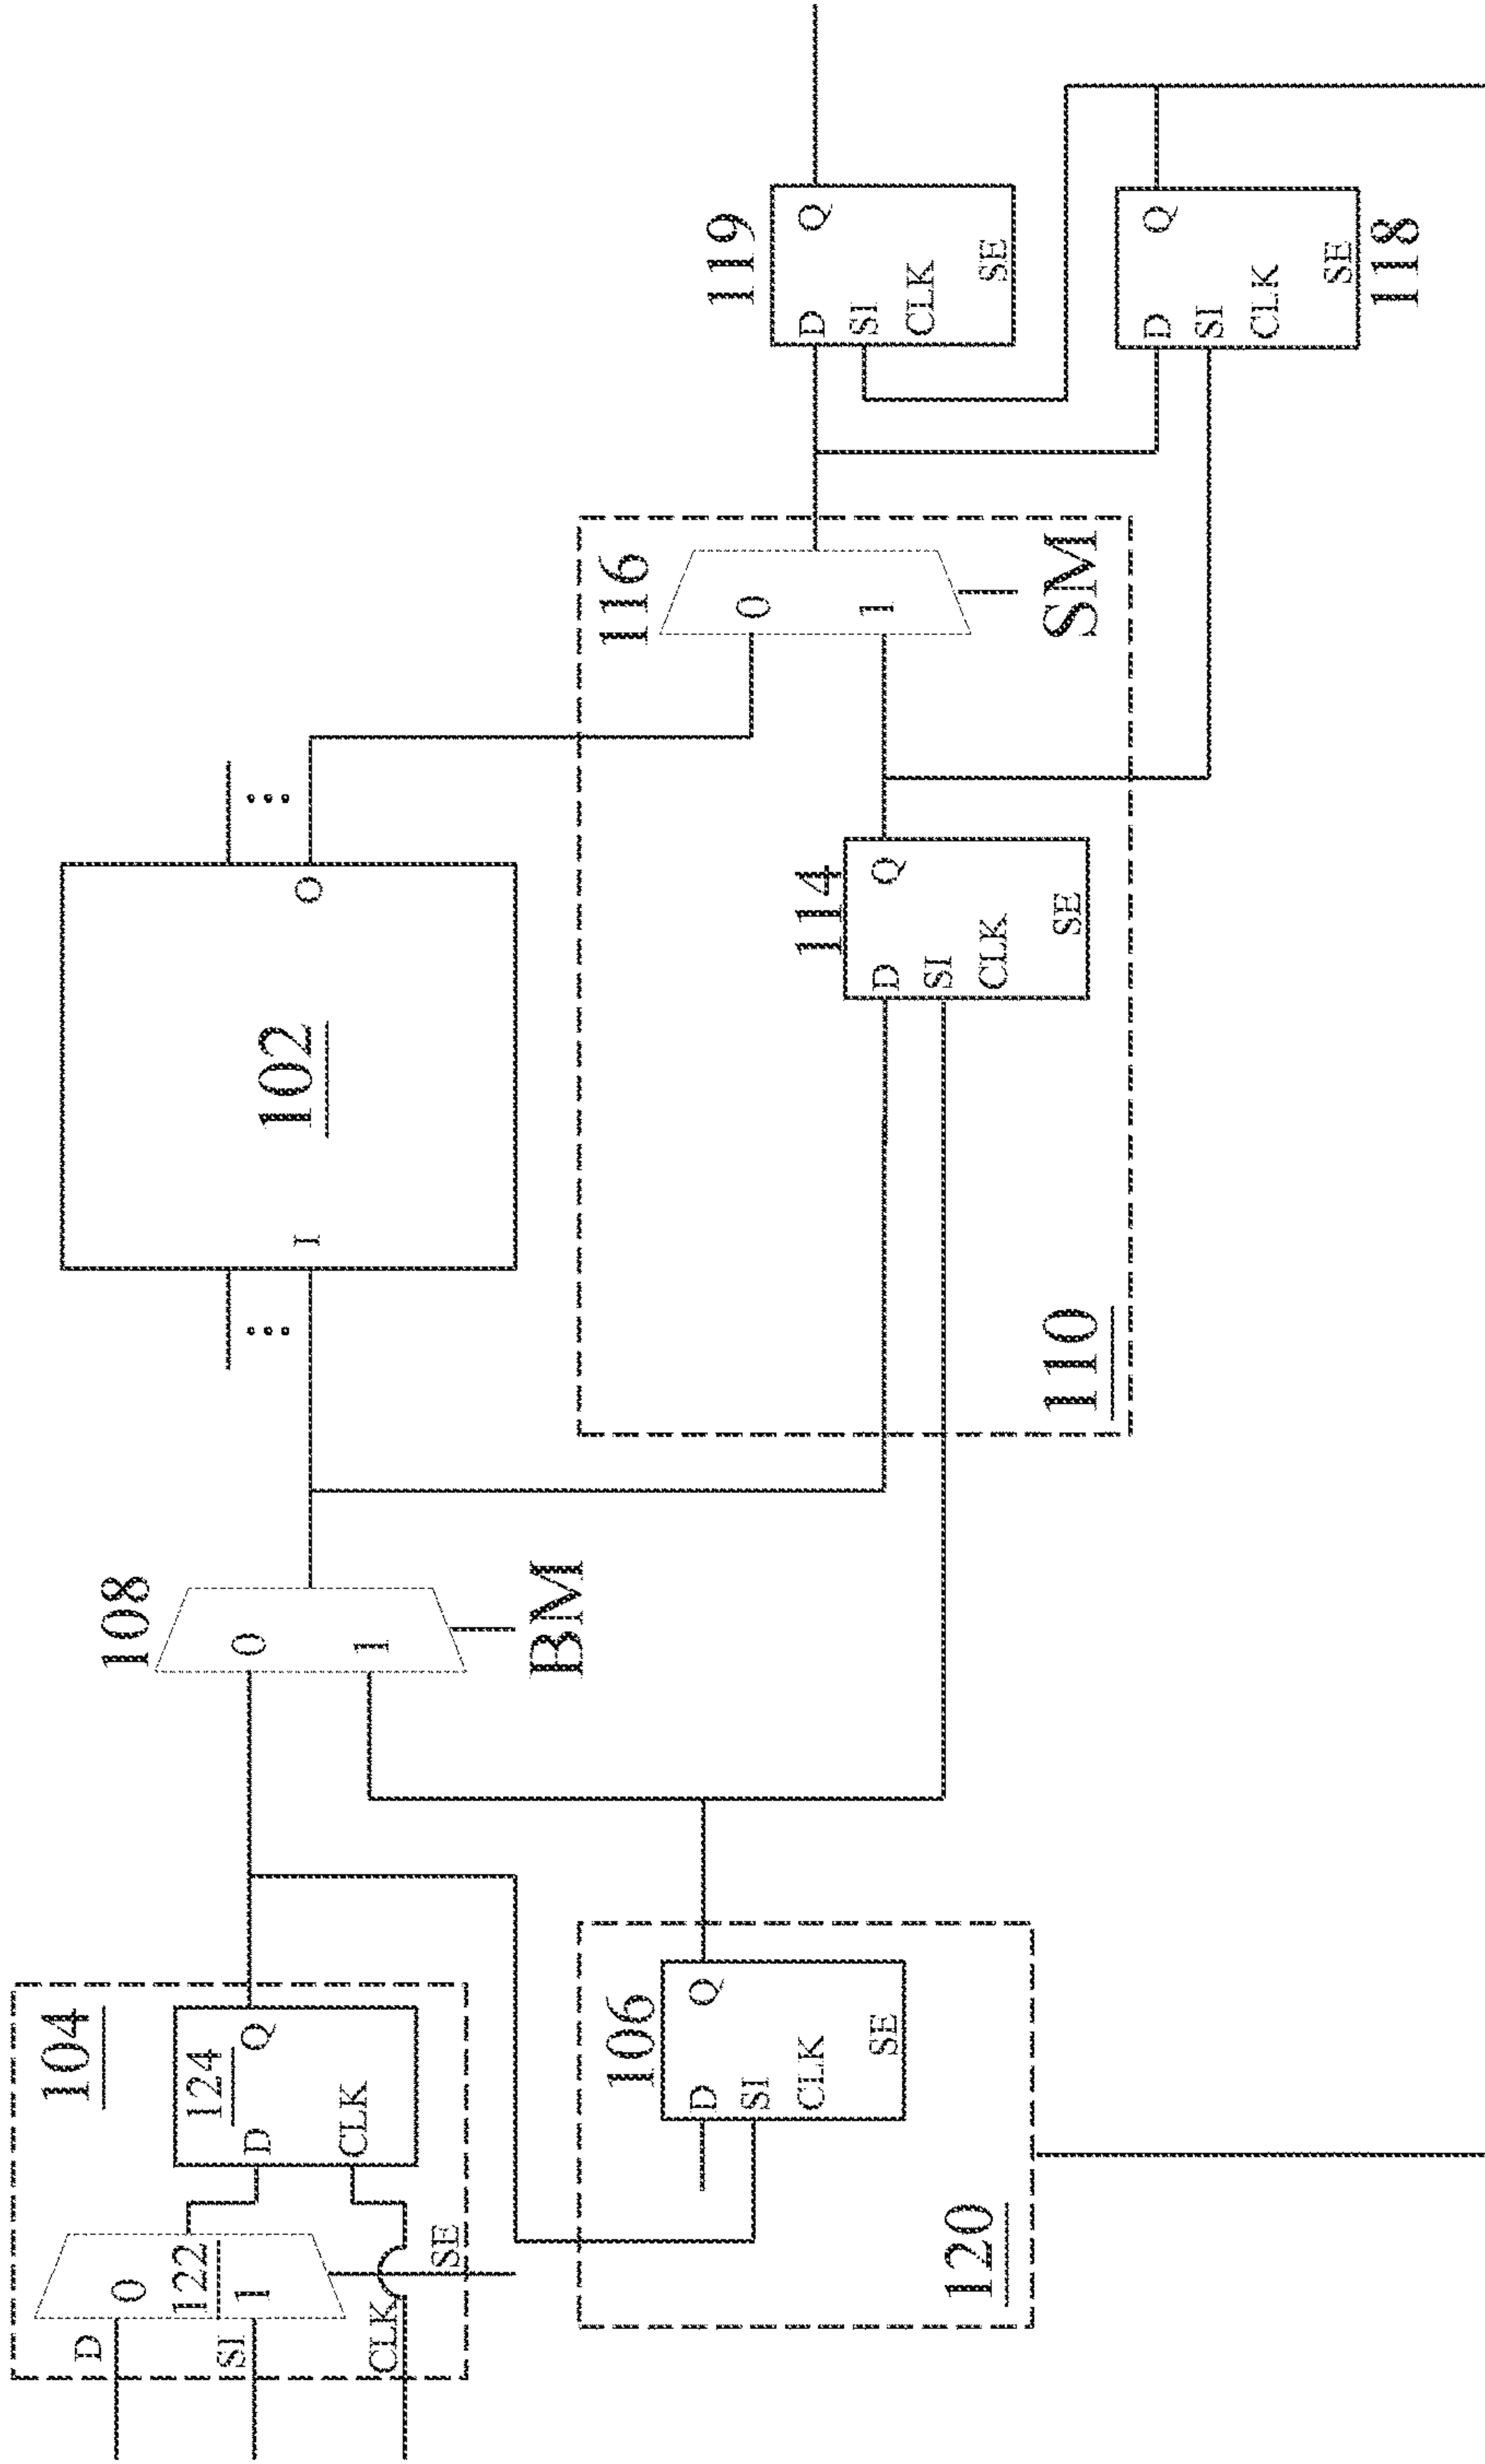 104
D
0
122
SI
1
CLK
SE
D
124
Q
CLK
108
0
1
BM
106
D
Q
SI
CLK
SE
120
I
102
O
...
...
110
114
D
Q
SI
CLK
SE
116
0
1
SM
119
D
Q
SI
CLK
SE
D
Q
SI
CLK
SE
118